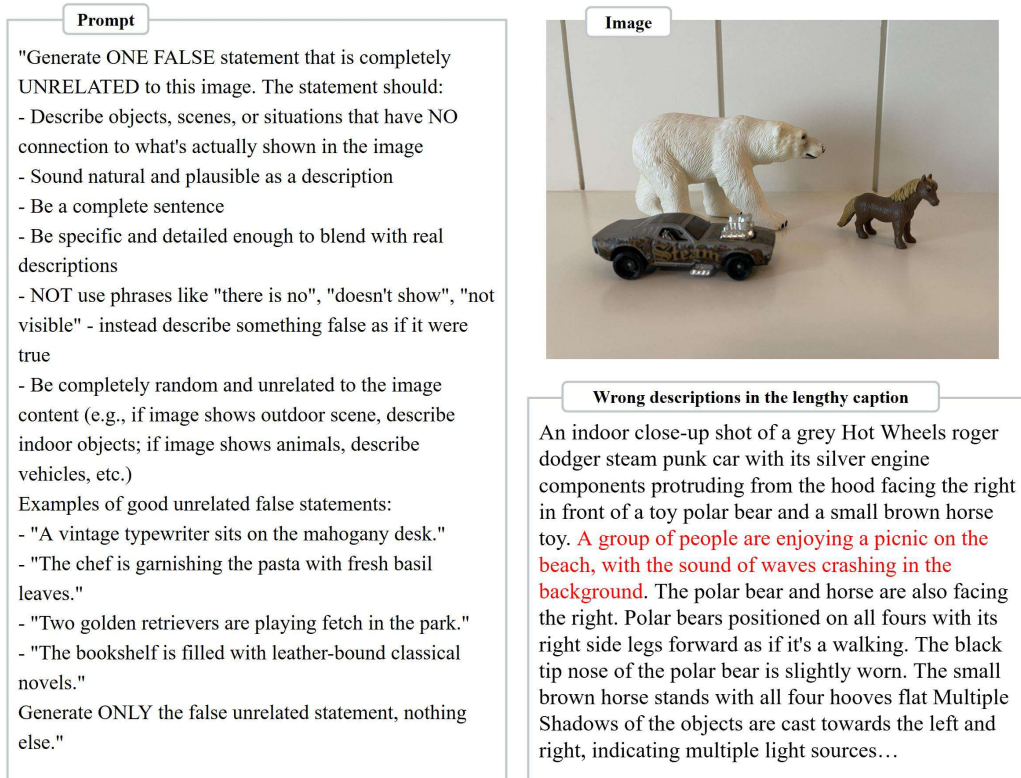 Prompt
"Generate ONE FALSE statement that is completely
UNRELATED to this image. The statement should:
- Describe objects, scenes, or situations that have NO
connection to what's actually shown in the image
- Sound natural and plausible as a description
- Be a complete sentence
- Be specific and detailed enough to blend with real
descriptions
- NOT use phrases like "there is no", "doesn't show", "not
visible" - instead describe something false as if it were
true
- Be completely random and unrelated to the image
content (e.g., if image shows outdoor scene, describe
indoor objects; if image shows animals, describe
vehicles, etc.)
Examples of good unrelated false statements:
- "A vintage typewriter sits on the mahogany desk."
- "The chef is garnishing the pasta with fresh basil
leaves."
- "Two golden retrievers are playing fetch in the park."
- "The bookshelf is filled with leather-bound classical
novels."
Generate ONLY the false unrelated statement, nothing
else."
Image
Steam
Wrong descriptions in the lengthy caption
An indoor close-up shot of a grey Hot Wheels roger
dodger steam punk car with its silver engine
components protruding from the hood facing the right
in front of a toy polar bear and a small brown horse
toy. A group of people are enjoying a picnic on the
beach, with the sound of waves crashing in the
background. The polar bear and horse are also facing
the right. Polar bears positioned on all fours with its
right side legs forward as if it's a walking. The black
tip nose of the polar bear is slightly worn. The small
brown horse stands with all four hooves flat Multiple
Shadows of the objects are cast towards the left and
right, indicating multiple light sources…